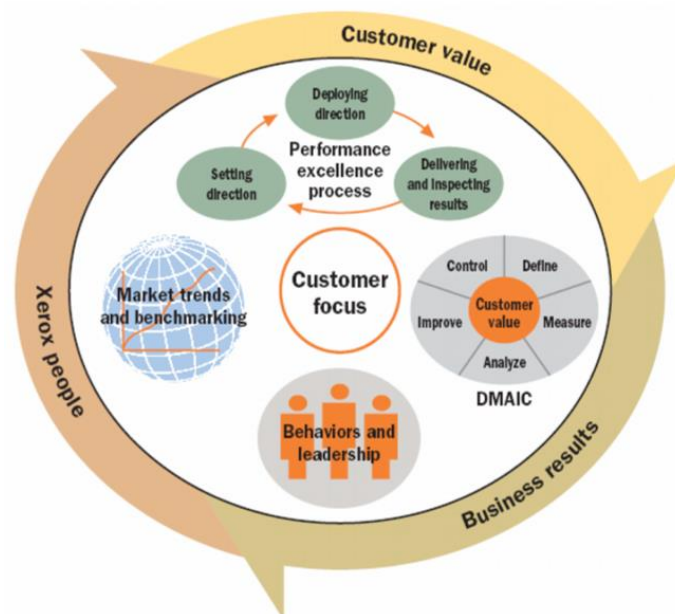 Customer value
Deploying
direction
Performance
excellence
process
Setting
direction
Delivering
and inspecting
results
Market trends
and benchmarking
Customer
focus
Control
Define
Customer
value
Improve
Measure
Analyze
DMAIC
Behaviors and
leadership
Xerox people
Business results